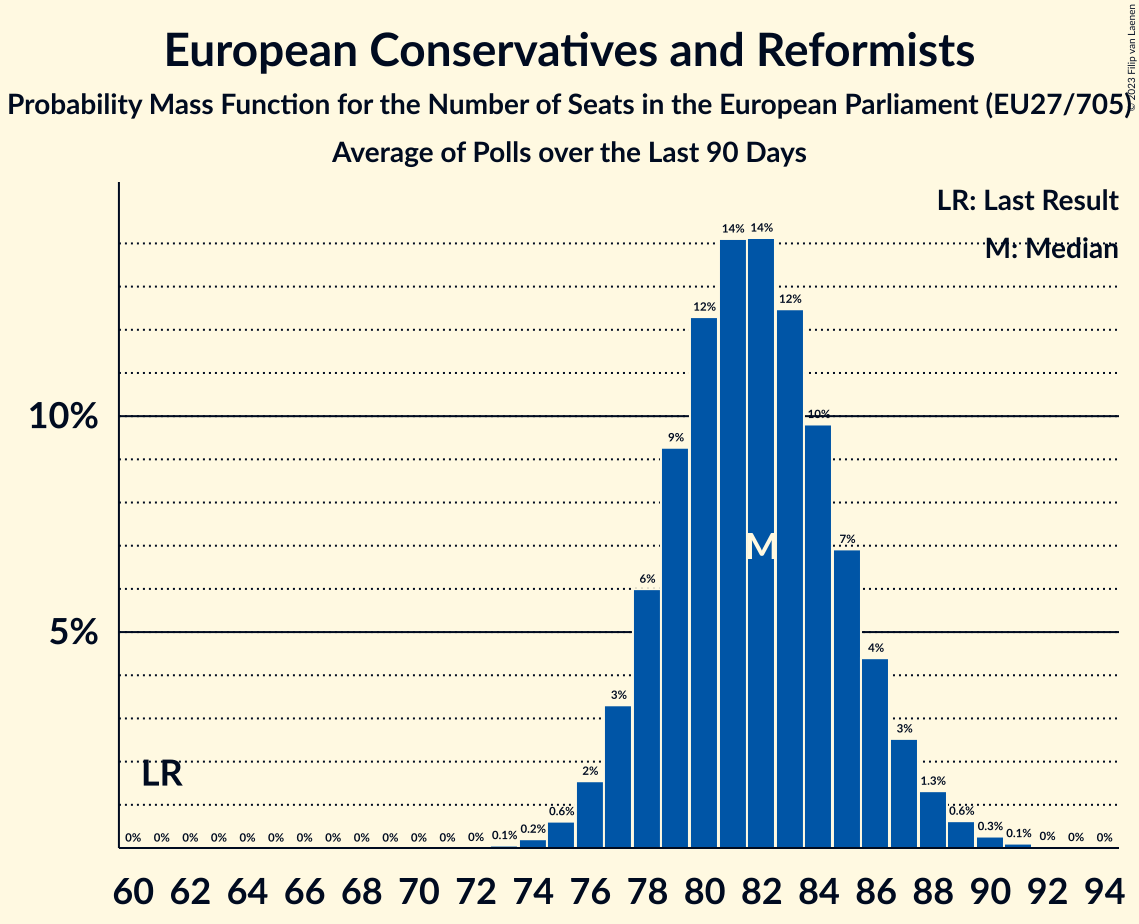 European Conservatives and Reformists
Probability Mass Function for the Number of Seats in the European Parliament (EU27/705)
Average of Polls over the Last 90 Days
© 2023 Filip van Laenen
LR: Last Result
M: Median
14% 14%
12% 12%
10% 10%
9%
M
7%
6%
5%
4%
3% 3%
LR
2% 1.3%
0% 0% 0% 0% 0% 0% 0% 0% 0% 0% 0% 0% 0% 0.1% 0.2% 0.6% 0.6% 0.3% 0.1% 0% 0% 0%
60 62 64 66 68 70 72 74 76 78 80 82 84 86 88 90 92 94